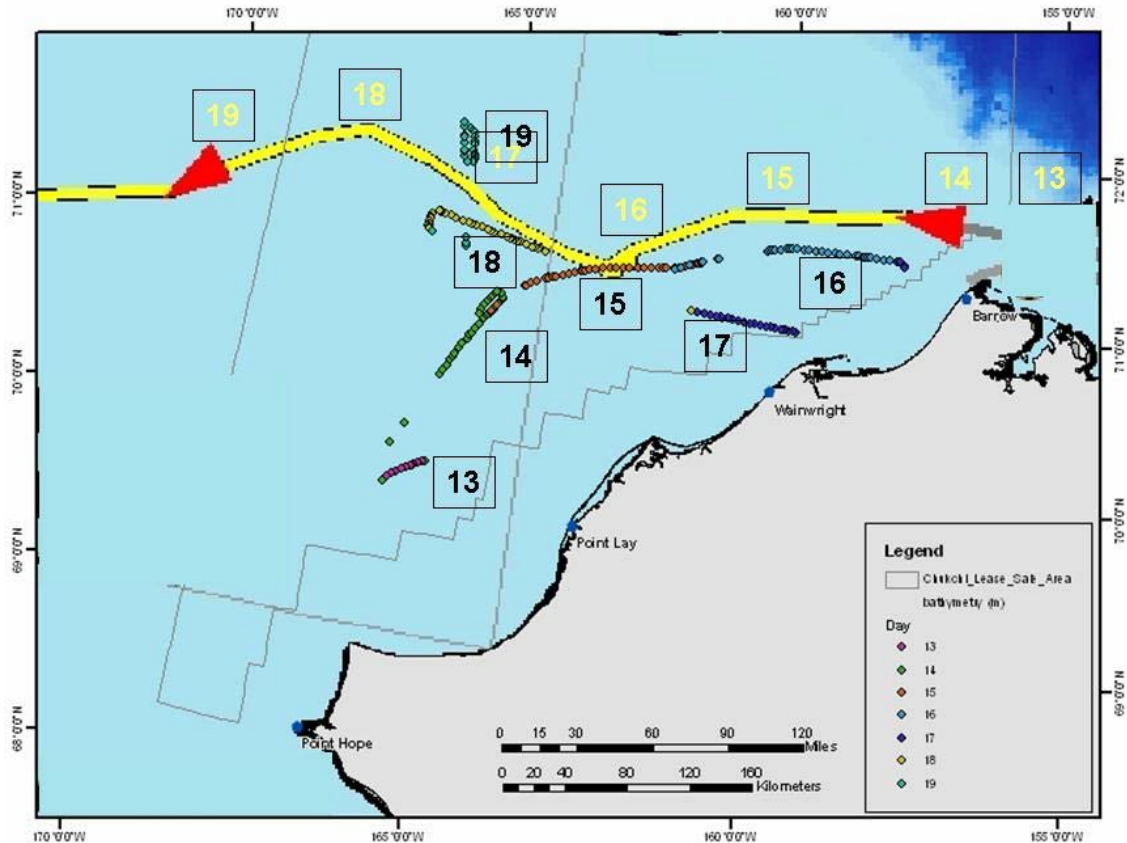 170°0'0"W 165°0'0"W 160°0'0"W 155°0'0"W
18
19
19
17
15
14
13
72°0'0"N
71°0'0"N
16
18
16
15
Barrow
17
71°0'0"N
14
70°0'0"N
Wainwright
13
Point Lay
70°0'0"N
69°0'0"N
Legend
Chukchi_Lease_Sale_Area
bathymetry (m)
Day
13
14
15
16
17
18
19
69°0'0"N
68°0'0"N
Point Hope
0 15 30 60 90 120
Miles
0 20 40 80 120 160
Kilometers
170°0'0"W 165°0'0"W 160°0'0"W 155°0'0"W